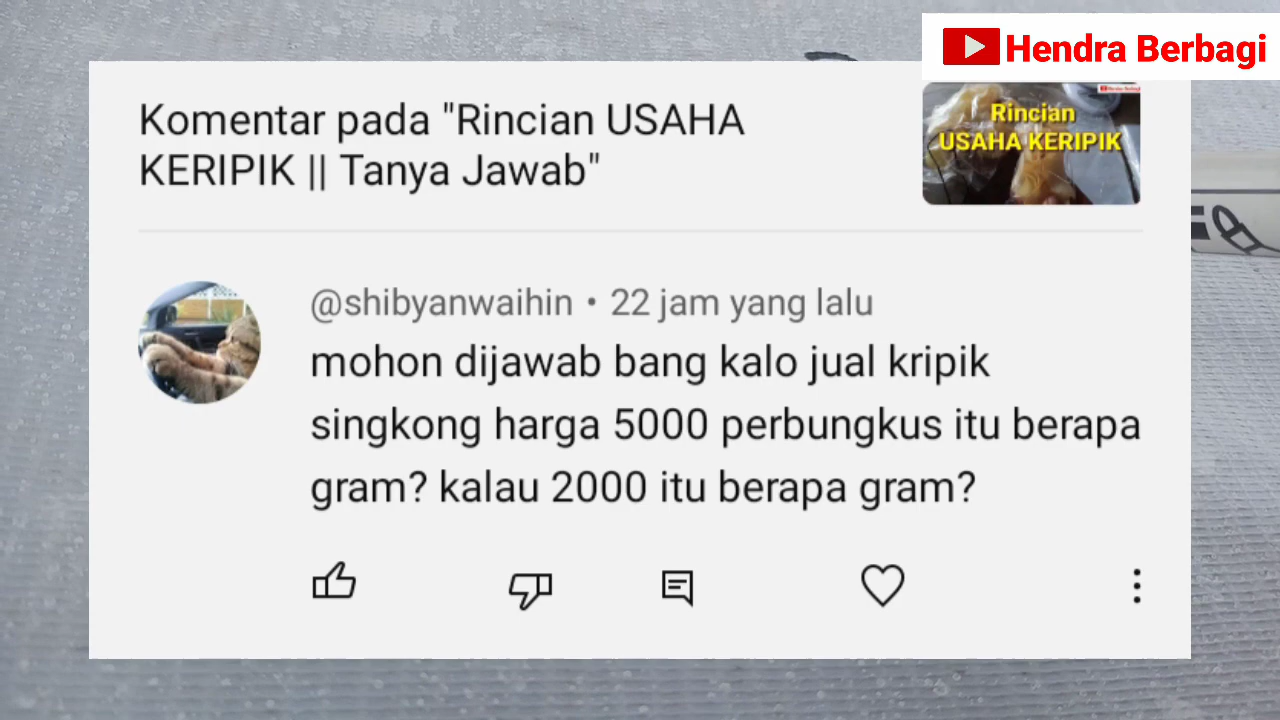 Hendra Berbagi
Komentar pada "Rincian USAHA
KERIPIK || Tanya Jawab"
Rincian
USAHA KERIPIK
@shibyanwaihin • 22 jam yang lalu
mohon dijawab bang kalo jual kripik
singkong harga 5000 perbungkus itu berapa
gram? kalau 2000 itu berapa gram?